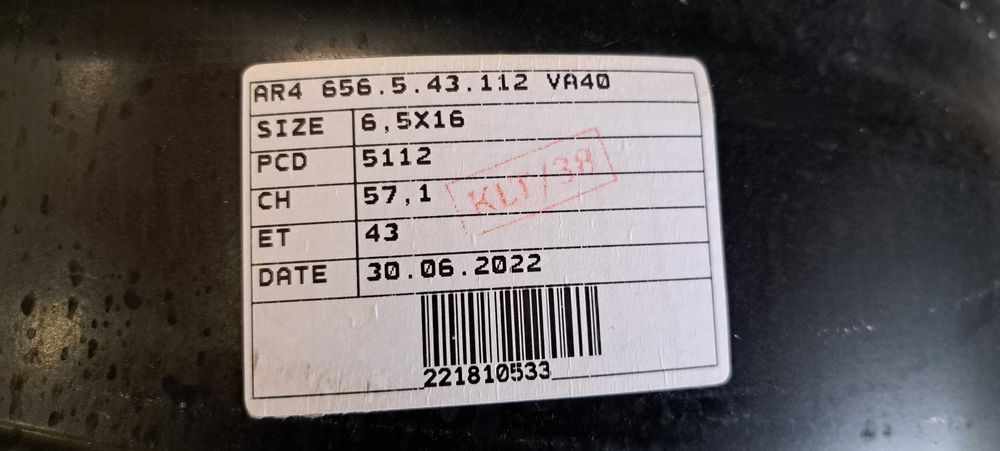 AR4 656.5.43.112 VA40
SIZE 6,5X16
PCD 5112
CH 57,1
ET 43
DATE 30.06.2022
221810533